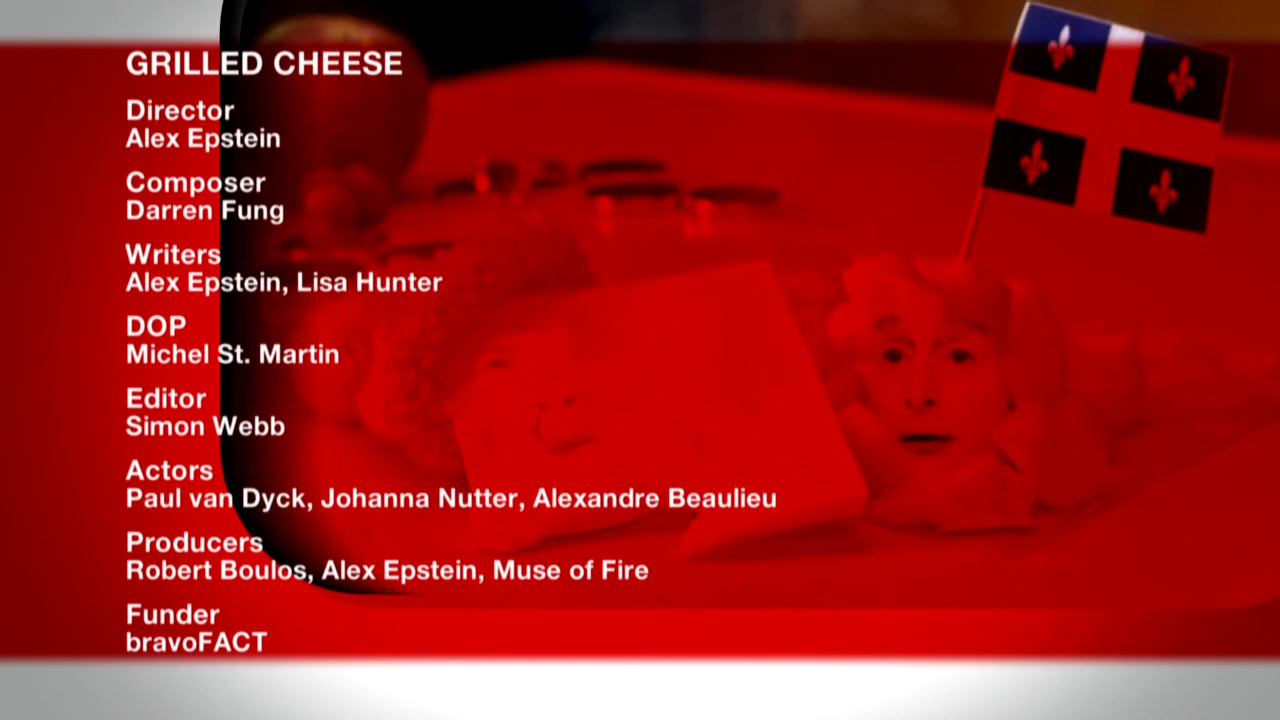 GRILLED CHEESE
Director
Alex Epstein
Composer
Darren Fung
Writers
Alex Epstein, Lisa Hunter
DOP
Michel St. Martin
Editor
Simon Webb
Actors
Paul van Dyck, Johanna Nutter, Alexandre Beaulieu
Producers
Robert Boulos, Alex Epstein, Muse of Fire
Funder
bravoFACT